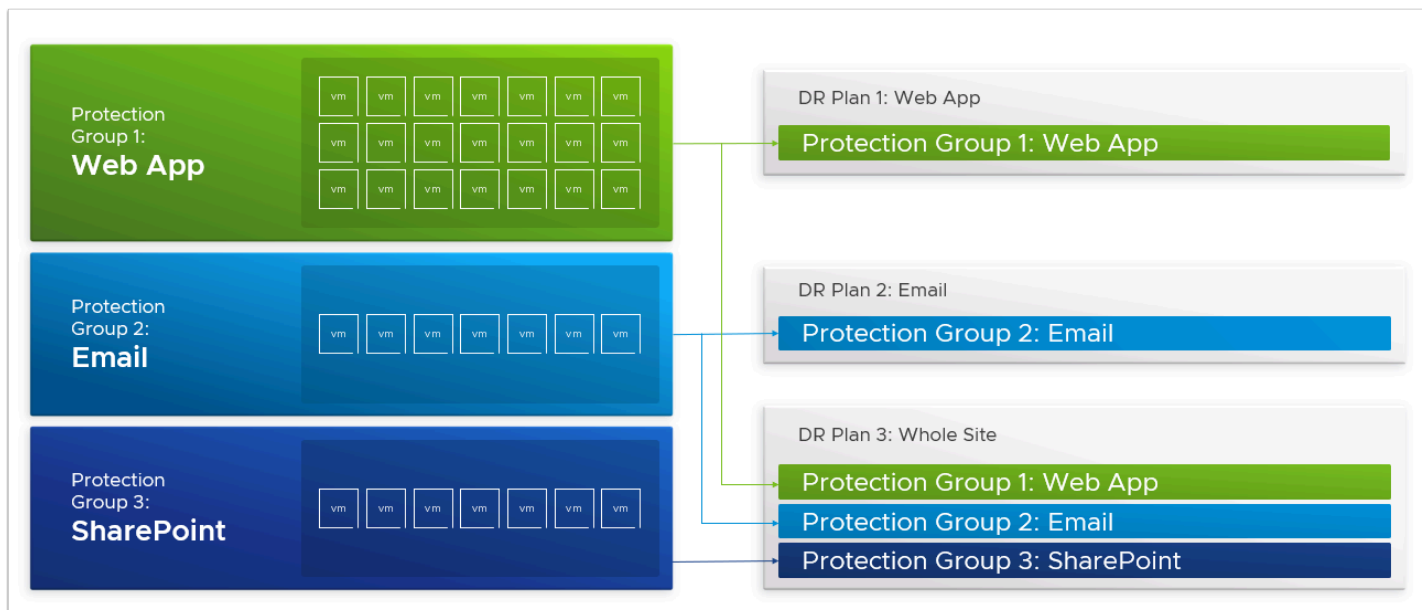 Protection
Group 1:
Web App
vm vm vm vm vm vm vm
vm vm vm vm vm vm vm
vm vm vm vm vm vm vm
Protection
Group 2:
Email
vm vm vm vm vm vm vm
Protection
Group 3:
SharePoint
vm vm vm vm vm vm vm
DR Plan 1: Web App
Protection Group 1: Web App
DR Plan 2: Email
Protection Group 2: Email
DR Plan 3: Whole Site
Protection Group 1: Web App
Protection Group 2: Email
Protection Group 3: SharePoint